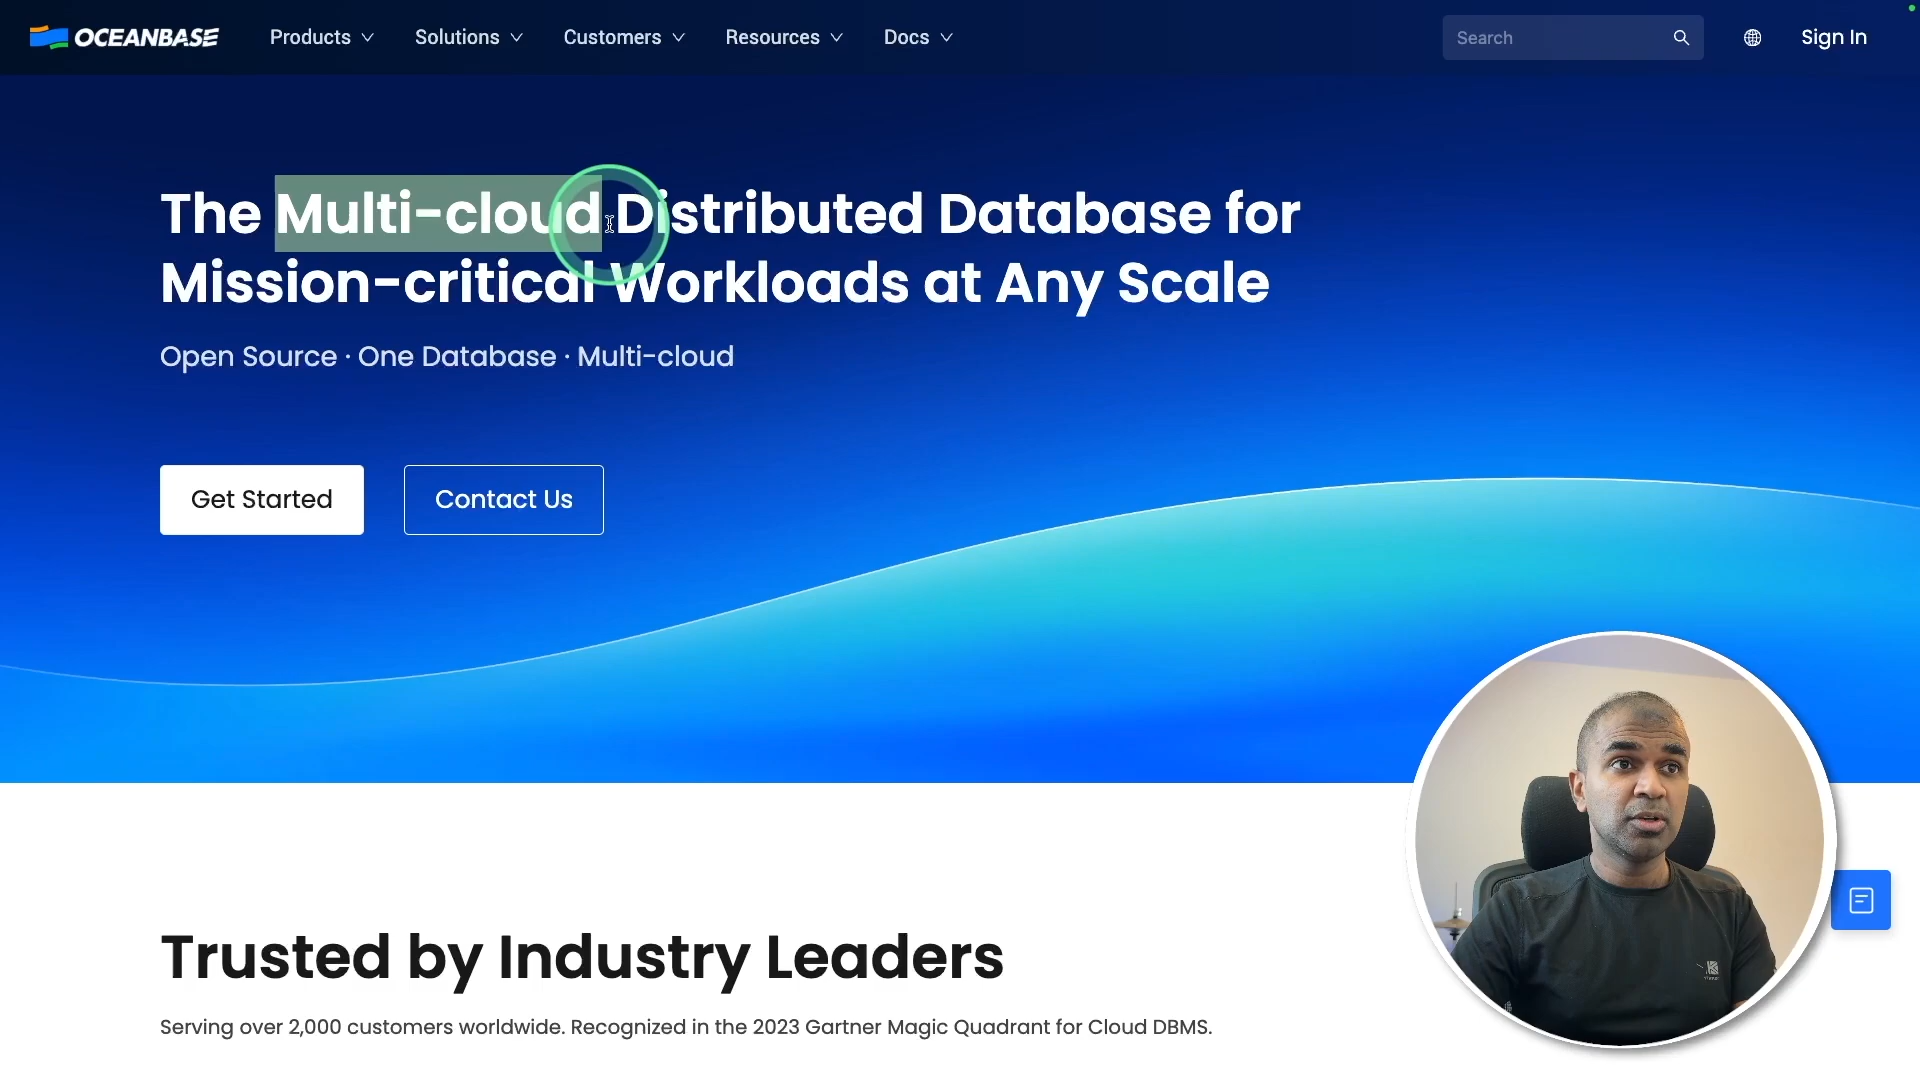 OCEANBASE
Products
Solutions
Customers
Resources
Docs
Search
Sign In
The Multi-cloud Distributed Database for
Mission-critical Workloads at Any Scale
Open Source · One Database · Multi-cloud
Get Started
Contact Us
Trusted by Industry Leaders
Serving over 2,000 customers worldwide. Recognized in the 2023 Gartner Magic Quadrant for Cloud DBMS.